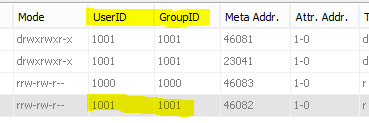 Mode UserID GroupID Meta Addr. Attr. Addr. T
drwxrwxr-x 1001 1001 46081 1-0 r
drwxrwxr-x 1001 1001 23041 1-0 r
rrw-rw-r-- 1000 1000 46083 1-0 r
rrw-rw-r-- 1001 1001 46082 1-0 r